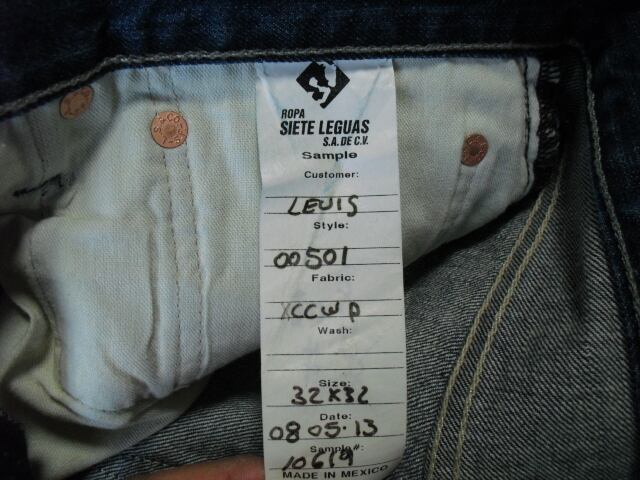 ROPA
SIETE LEGUAS
S.A. DE C.V.
Sample
Customer:
LEVIS
Style:
00501
Fabric:
XCCWP
Wash:
Size:
32X32
Date:
08 05·13
Sample#:
10619
MADE IN MEXICO